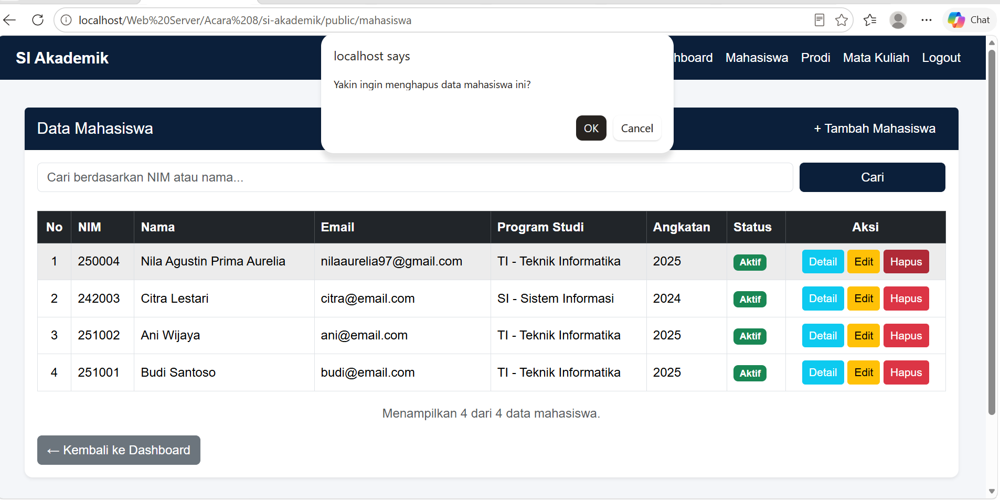 localhost/Web%20Server/Acara%208/si-akademik/public/mahasiswa
Chat
SI Akademik
hboard Mahasiswa Prodi Mata Kuliah Logout
localhost says
Yakin ingin menghapus data mahasiswa ini?
OK Cancel
Data Mahasiswa
+ Tambah Mahasiswa
Cari berdasarkan NIM atau nama...
Cari
No NIM Nama Email Program Studi Angkatan Status Aksi
1 250004 Nila Agustin Prima Aurelia nilaaurelia97@gmail.com TI - Teknik Informatika 2025 Aktif Detail Edit Hapus
2 242003 Citra Lestari citra@email.com SI - Sistem Informasi 2024 Aktif Detail Edit Hapus
3 251002 Ani Wijaya ani@email.com TI - Teknik Informatika 2025 Aktif Detail Edit Hapus
4 251001 Budi Santoso budi@email.com TI - Teknik Informatika 2025 Aktif Detail Edit Hapus
Menampilkan 4 dari 4 data mahasiswa.
← Kembali ke Dashboard